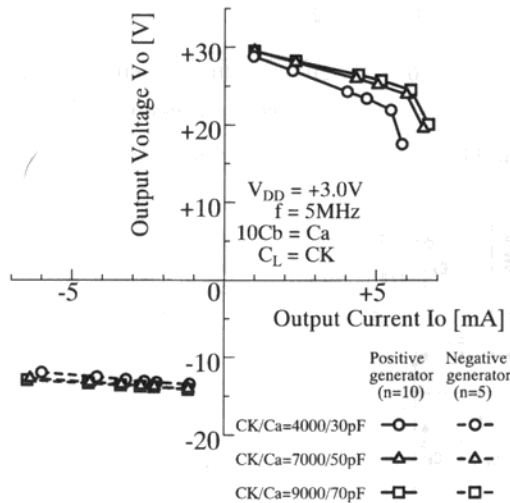 Output Voltage Vo [V]
+30
+20
+10
VDD = +3.0V
f = 5MHz
10Cb = Ca
CL = CK
-5
0
+5
Output Current Io [mA]
-10
-20
Positive generator (n=10)
Negative generator (n=5)
CK/Ca=4000/30pF
CK/Ca=7000/50pF
CK/Ca=9000/70pF